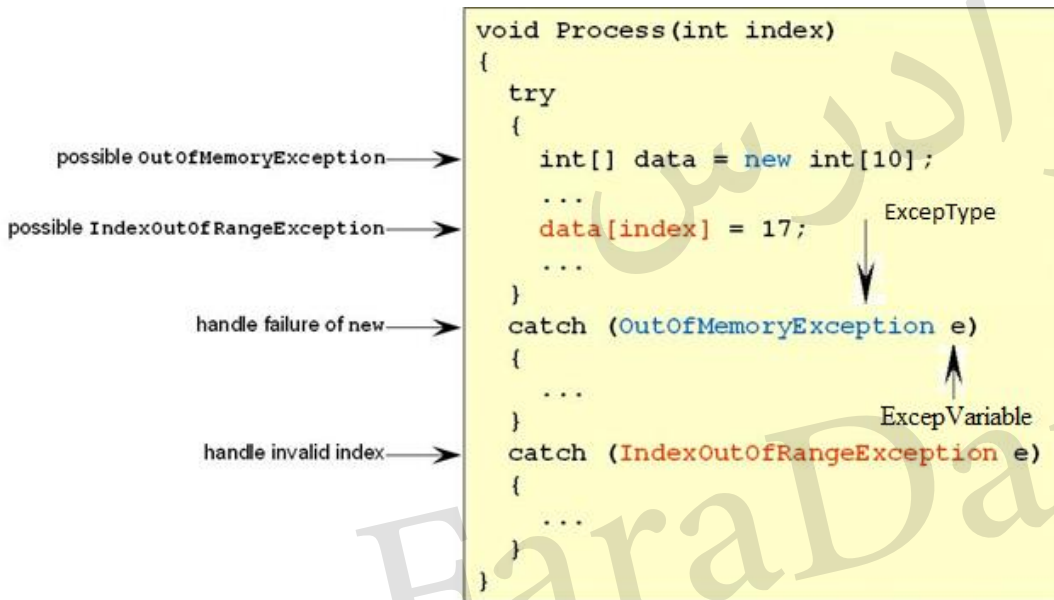 void Process(int index)
{
try
{
possible OutOfMemoryException
int[] data = new int[10];
...
possible IndexOutOfRangeException
data[index] = 17;
ExcepType
...
}
handle failure of new
catch (OutOfMemoryException e)
{
...
}
ExcepVariable
handle invalid index
catch (IndexOutOfRangeException e)
{
...
}
}
FaraDa